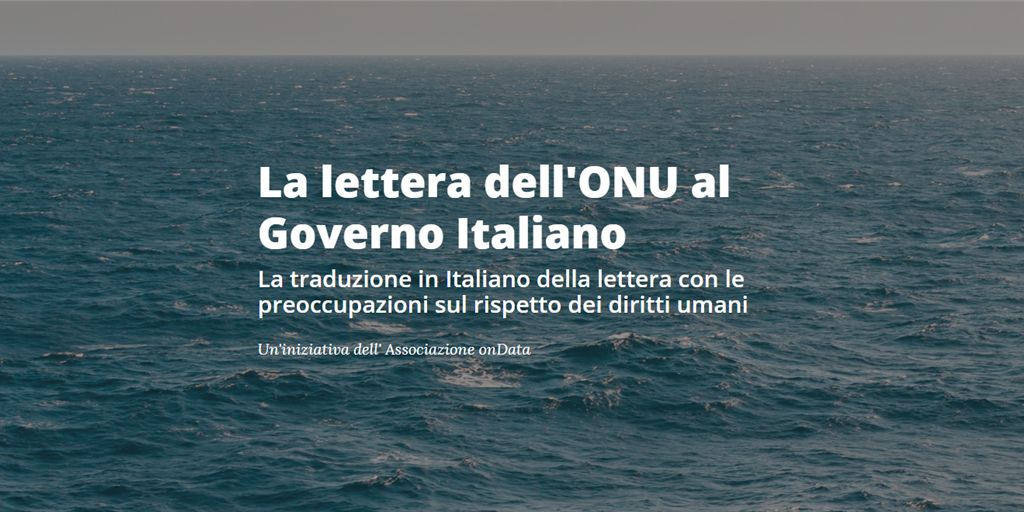 La lettera dell'ONU al
Governo Italiano
La traduzione in Italiano della lettera con le
preoccupazioni sul rispetto dei diritti umani
Un'iniziativa dell' Associazione onData